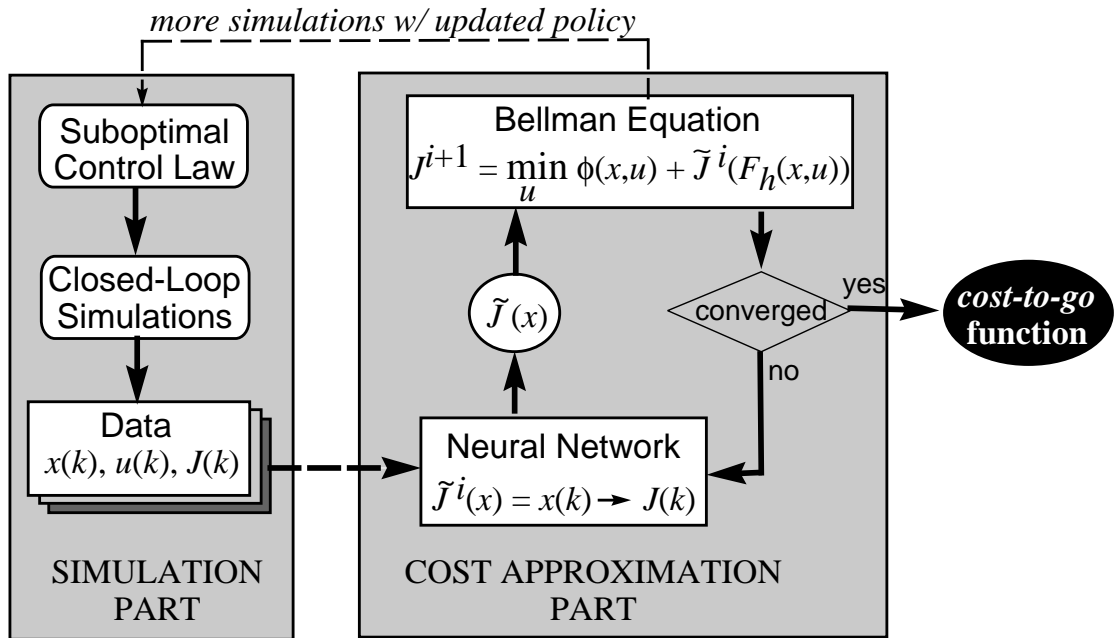 more simulations w/ updated policy
Suboptimal
Control Law
Closed-Loop
Simulations
Data
x(k), u(k), J(k)
SIMULATION
PART
Bellman Equation
J^{i+1} = min_u ϕ(x,u) + J̃^i(F_h(x,u))
J̃(x)
converged
yes
no
Neural Network
J̃^i(x) = x(k) → J(k)
COST APPROXIMATION
PART
cost-to-go
function